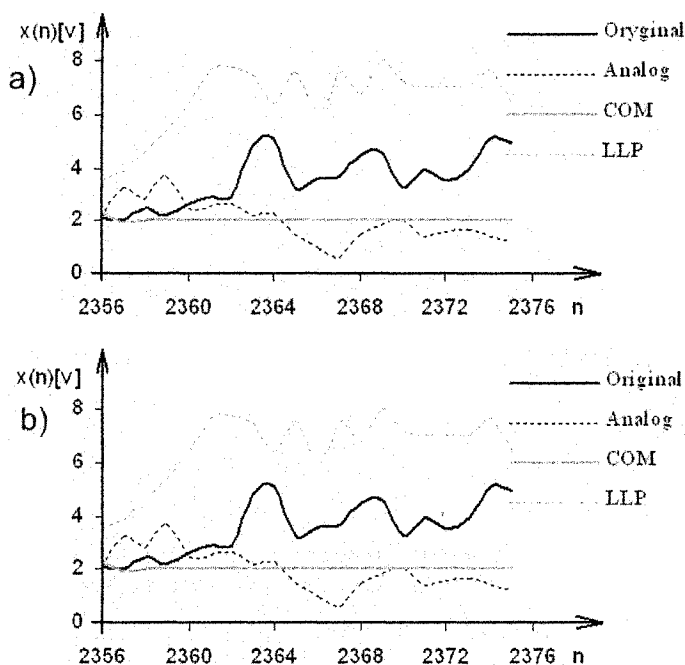 x(n)[v]
a)
8
6
4
2
0
2356 2360 2364 2368 2372 2376 n
Oryginal
Analog
COM
LLP
x(n)[v]
b)
8
6
4
2
0
2356 2360 2364 2368 2372 2376 n
Original
Analog
COM
LLP